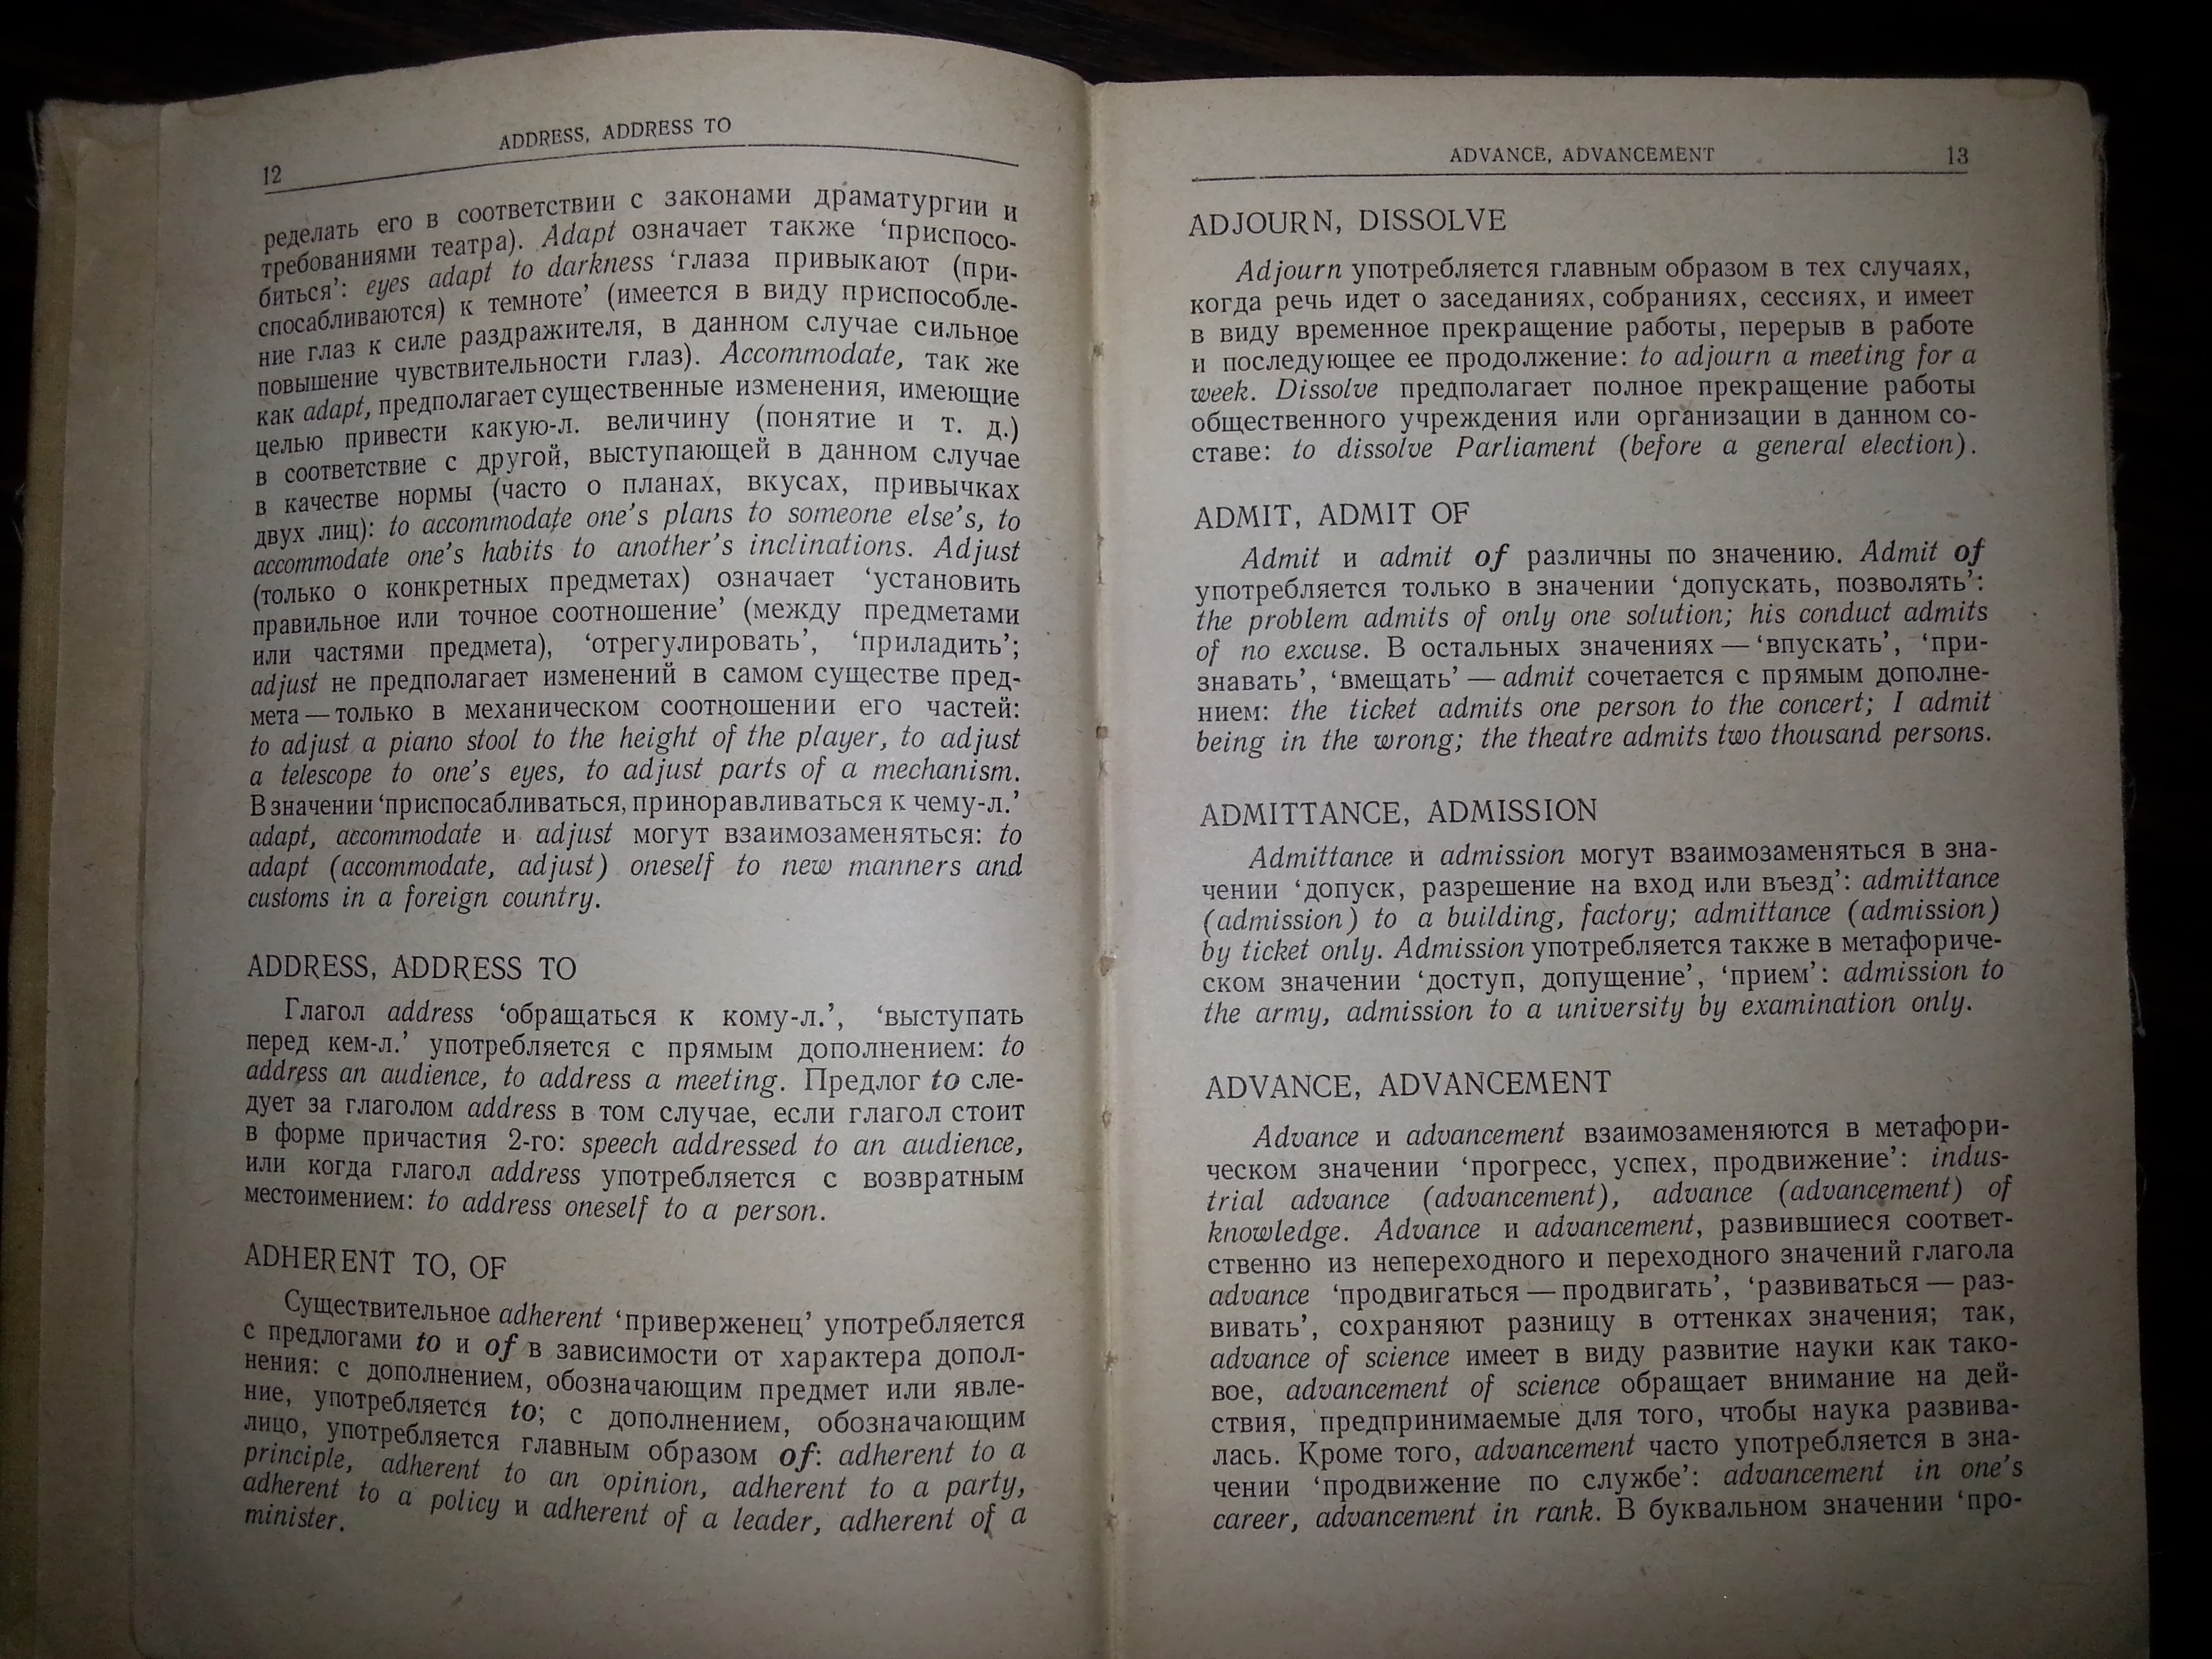 12
ADDRESS, ADDRESS TO
ределать его в соответствии с законами драматургии и
требованиями театра). Adapt означает также ‘приспосо-
биться’: eyes adapt to darkness ‘глаза привыкают (при-
спосабливаются) к темноте’ (имеется в виду приспособле-
ние глаз к силе раздражителя, в данном случае сильное
повышение чувствительности глаз). Accommodate, так же
как adapt, предполагает существенные изменения, имеющие
целью привести какую-л. величину (понятие и т. д.)
в соответствие с другой, выступающей в данном случае
в качестве нормы (часто о планах, вкусах, привычках
двух лиц): to accommodate one’s plans to someone else’s, to
accommodate one’s habits to another’s inclinations. Adjust
(только о конкретных предметах) означает ‘установить
правильное или точное соотношение’ (между предметами
или частями предмета), ‘отрегулировать’, ‘приладить’;
adjust не предполагает изменений в самом существе пред-
мета — только в механическом соотношении его частей:
to adjust a piano stool to the height of the player, to adjust
a telescope to one’s eyes, to adjust parts of a mechanism.
В значении ‘приспосабливаться, приноравливаться к чему-л.’
adapt, accommodate и adjust могут взаимозаменяться: to
adapt (accommodate, adjust) oneself to new manners and
customs in a foreign country.
ADDRESS, ADDRESS TO
Глагол address ‘обращаться к кому-л.’, ‘выступать
перед кем-л.’ употребляется с прямым дополнением: to
address an audience, to address a meeting. Предлог to сле-
дует за глаголом address в том случае, если глагол стоит
в форме причастия 2-го: speech addressed to an audience,
или когда глагол address употребляется с возвратным
местоимением: to address oneself to a person.
ADHERENT TO, OF
Существительное adherent ‘приверженец’ употребляется
с предлогами to и of в зависимости от характера допол-
нения: с дополнением, обозначающим предмет или явле-
ние, употребляется to; с дополнением, обозначающим
лицо, употребляется главным образом of: adherent to a
principle, adherent to an opinion, adherent to a party,
adherent to a policy и adherent of a leader, adherent of a
minister.
ADVANCE, ADVANCEMENT
13
ADJOURN, DISSOLVE
Adjourn употребляется главным образом в тех случаях,
когда речь идет о заседаниях, собраниях, сессиях, и имеет
в виду временное прекращение работы, перерыв в работе
и последующее ее продолжение: to adjourn a meeting for a
week. Dissolve предполагает полное прекращение работы
общественного учреждения или организации в данном со-
ставе: to dissolve Parliament (before a general election).
ADMIT, ADMIT OF
Admit и admit of различны по значению. Admit of
употребляется только в значении ‘допускать, позволять’:
the problem admits of only one solution; his conduct admits
of no excuse. В остальных значениях — ‘впускать’, ‘при-
знавать’, ‘вмещать’ — admit сочетается с прямым дополне-
нием: the ticket admits one person to the concert; I admit
being in the wrong; the theatre admits two thousand persons.
ADMITTANCE, ADMISSION
Admittance и admission могут взаимозаменяться в зна-
чении ‘допуск, разрешение на вход или въезд’: admittance
(admission) to a building, factory; admittance (admission)
by ticket only. Admission употребляется также в метафориче-
ском значении ‘доступ, допущение’, ‘прием’: admission to
the army, admission to a university by examination only.
ADVANCE, ADVANCEMENT
Advance и advancement взаимозаменяются в метафори-
ческом значении ‘прогресс, успех, продвижение’: indus-
trial advance (advancement), advance (advancement) of
knowledge. Advance и advancement, развившиеся соответ-
ственно из непереходного и переходного значений глагола
advance ‘продвигаться — продвигать’, ‘развиваться — раз-
вивать’, сохраняют разницу в оттенках значения; так,
advance of science имеет в виду развитие науки как тако-
вое, advancement of science обращает внимание на дей-
ствия, предпринимаемые для того, чтобы наука развива-
лась. Кроме того, advancement часто употребляется в зна-
чении ‘продвижение по службе’: advancement in one’s
career, advancement in rank. В буквальном значении ‘про-